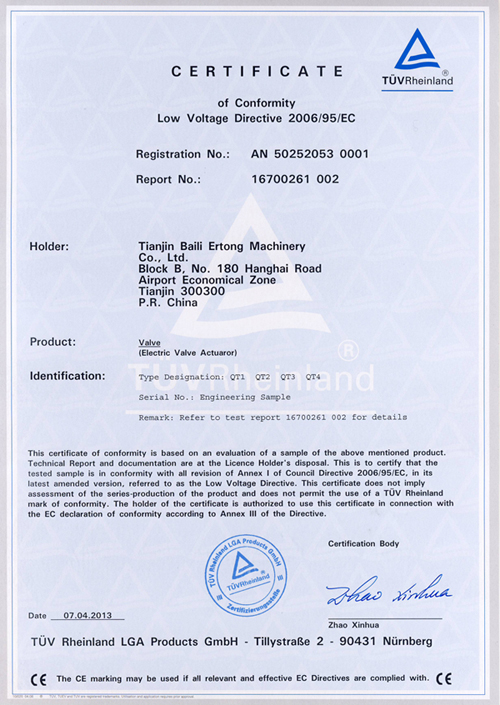 TÜVRheinland®
CERTIFICATE
of Conformity
Low Voltage Directive 2006/95/EC
Registration No.: AN 50252053 0001
Report No.: 16700261 002
Holder: Tianjin Baili Ertong Machinery
Co., Ltd.
Block B, No. 180 Hanghai Road
Airport Economical Zone
Tianjin 300300
P.R. China
Product: Valve
(Electric Valve Actuaror)
TÜVRheinland®
Identification: Type Designation: QT1 QT2 QT3 QT4
Serial No.: Engineering Sample
Remark: Refer to test report 16700261 002 for details
This certificate of conformity is based on an evaluation of a sample of the above mentioned product.
Technical Report and documentation are at the Licence Holder's disposal. This is to certify that the
tested sample is in conformity with all revision of Annex I of Council Directive 2006/95/EC, in its
latest amended version, referred to as the Low Voltage Directive. This certificate does not imply
assessment of the series-production of the product and does not permit the use of a TÜV Rheinland
mark of conformity. The holder of the certificate is authorized to use this certificate in connection with
the EC declaration of conformity according to Annex III of the Directive.
Certification Body
TÜV Rheinland LGA Products GmbH
TÜVRheinland®
Zertifizierungsstelle
Zhao Xinhua
Date 07.04.2013
Zhao Xinhua
TÜV Rheinland LGA Products GmbH - Tillystraße 2 - 90431 Nürnberg
CE The CE marking may be used if all relevant and effective EC Directives are complied with. CE